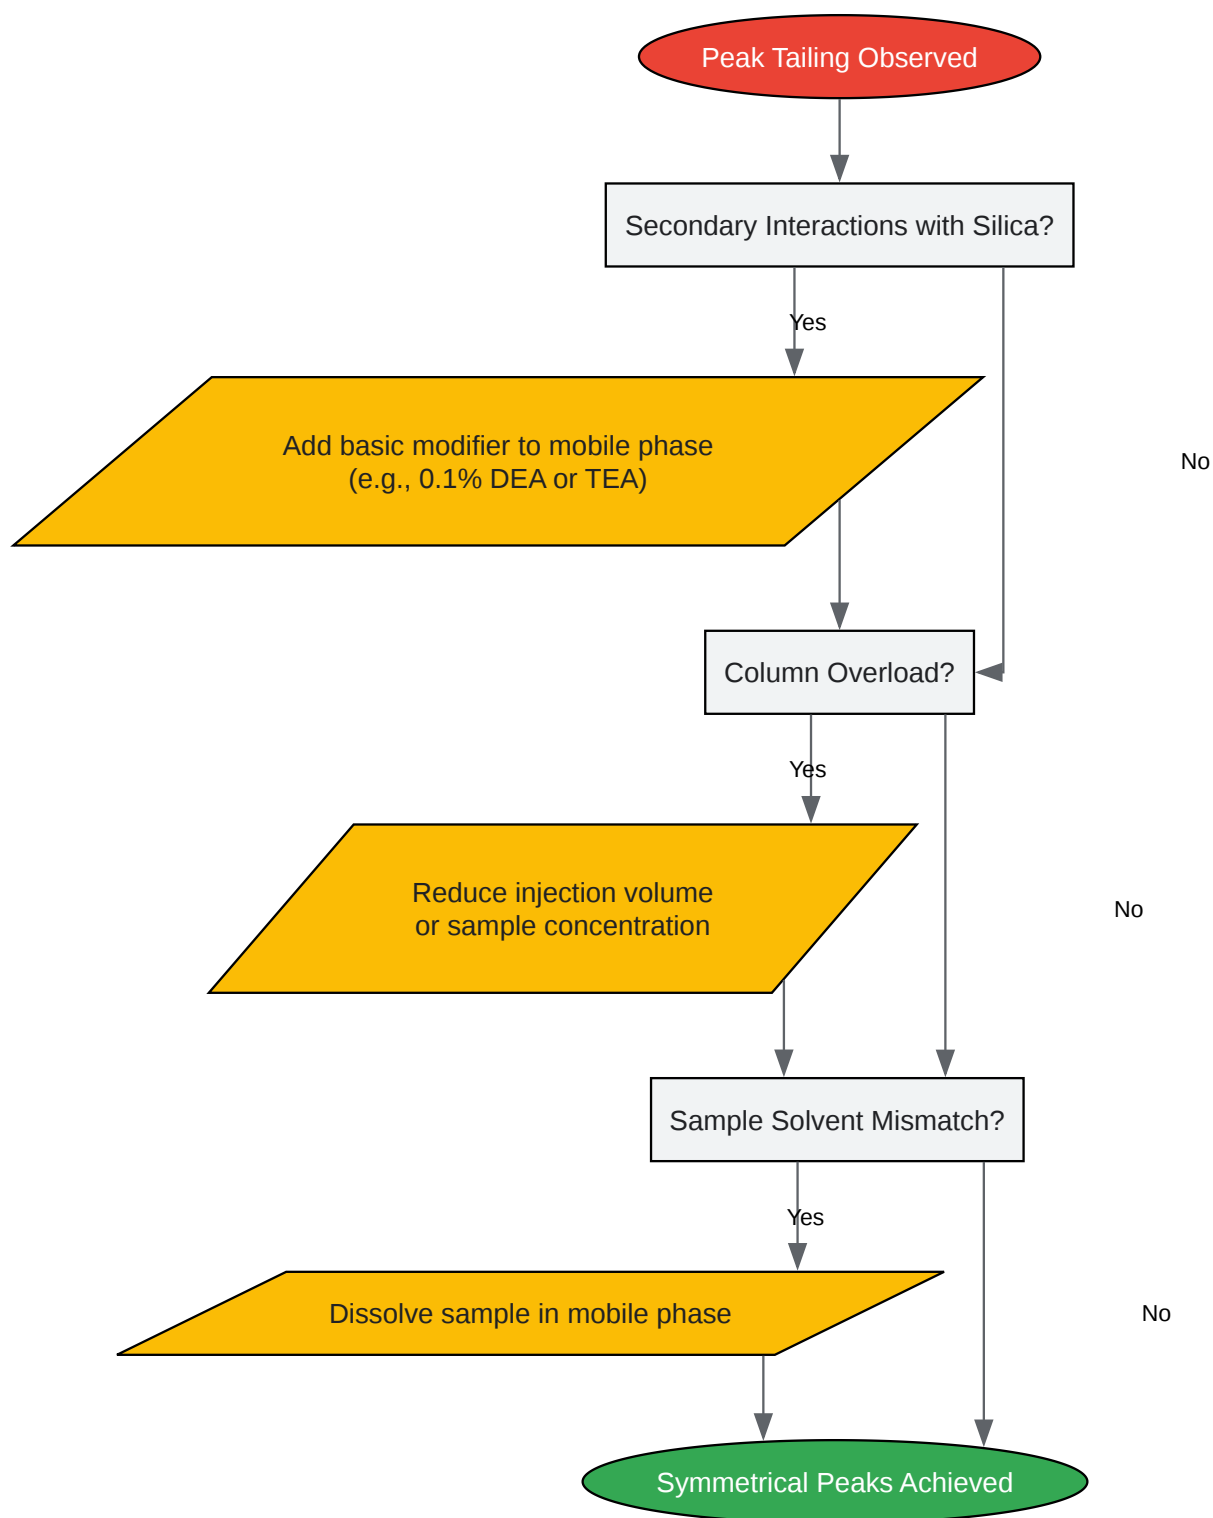 Peak Tailing Observed
Secondary Interactions with Silica?
Yes
Add basic modifier to mobile phase
(e.g., 0.1% DEA or TEA)
No
Column Overload?
Yes
Reduce injection volume
or sample concentration
No
Sample Solvent Mismatch?
Yes
Dissolve sample in mobile phase
No
Symmetrical Peaks Achieved